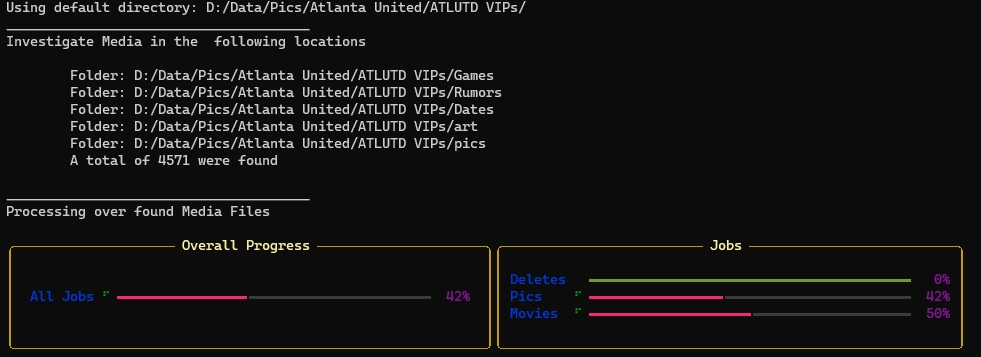 Using default directory: D:/Data/Pics/Atlanta United/ATLUTD VIPs/
Investigate Media in the  following locations
Folder: D:/Data/Pics/Atlanta United/ATLUTD VIPs/Games
Folder: D:/Data/Pics/Atlanta United/ATLUTD VIPs/Rumors
Folder: D:/Data/Pics/Atlanta United/ATLUTD VIPs/Dates
Folder: D:/Data/Pics/Atlanta United/ATLUTD VIPs/art
Folder: D:/Data/Pics/Atlanta United/ATLUTD VIPs/pics
A total of 4571 were found
Processing over found Media Files
Overall Progress
All Jobs 42%
Jobs
Deletes 0%
Pics 42%
Movies 50%